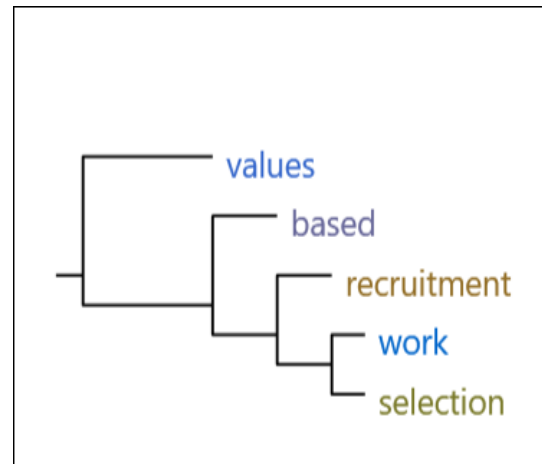 values
based
recruitment
work
selection